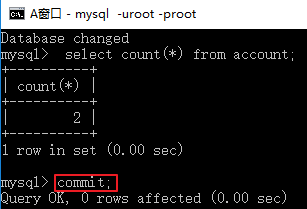 A窗口 - mysql  -uroot -proot
Database changed
mysql>  select count(*) from account;
+----------+
| count(*) |
+----------+
|        2 |
+----------+
1 row in set (0.00 sec)
mysql> commit;
Query OK, 0 rows affected (0.00 sec)